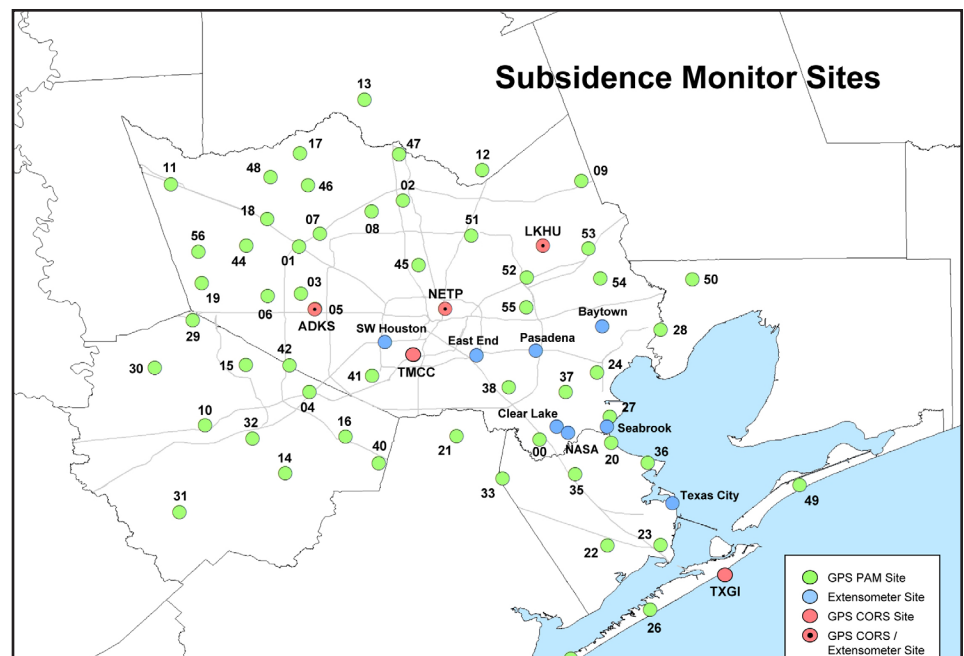 Subsidence Monitor Sites
13
17
47
12
11
48
46
09
02
18
07
08
51
LKHU
53
56
44
01
45
52
54
50
03
NETP
19
06
05
55
ADKS
Baytown
SW Houston
29
East End
Pasadena
28
42
TMCC
30
15
41
24
38
37
04
27
Clear Lake
10
32
16
Seabrook
40
21
00
NASA
20
36
14
33
35
Texas City
31
49
23
22
TXGI
26
GPS PAM Site
Extensometer Site
GPS CORS Site
GPS CORS /
Extensometer Site